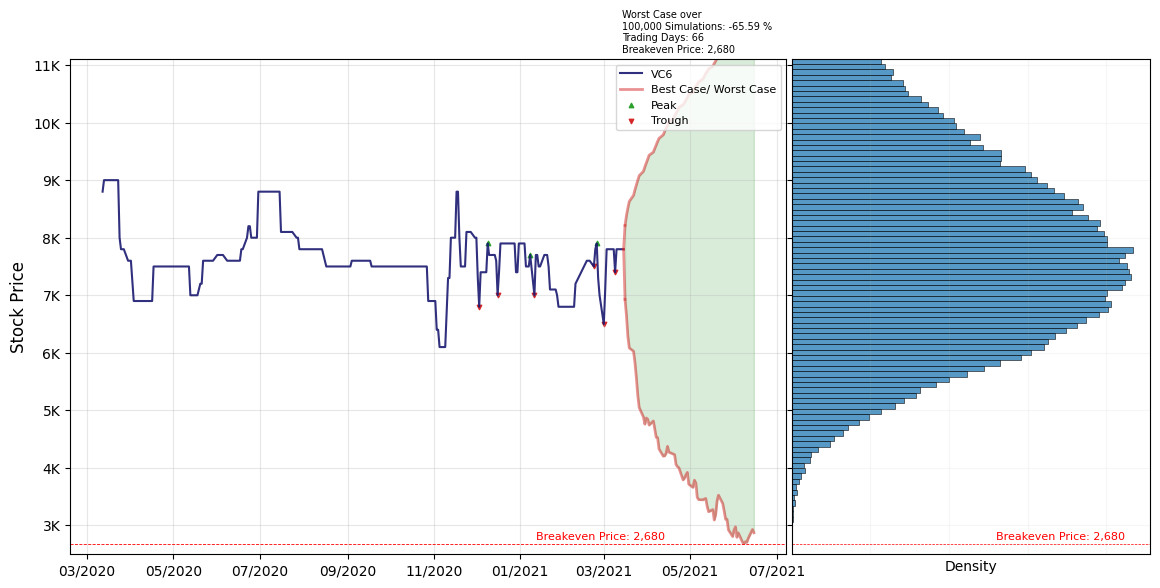 Worst Case over
100,000 Simulations: -65.59 %
Trading Days: 66
Breakeven Price: 2,680
11K
10K
9K
8K
7K
6K
5K
4K
3K
Stock Price
VC6
Best Case/ Worst Case
Peak
Trough
Breakeven Price: 2,680
Breakeven Price: 2,680
03/2020 05/2020 07/2020 09/2020 11/2020 01/2021 03/2021 05/2021 07/2021
Density